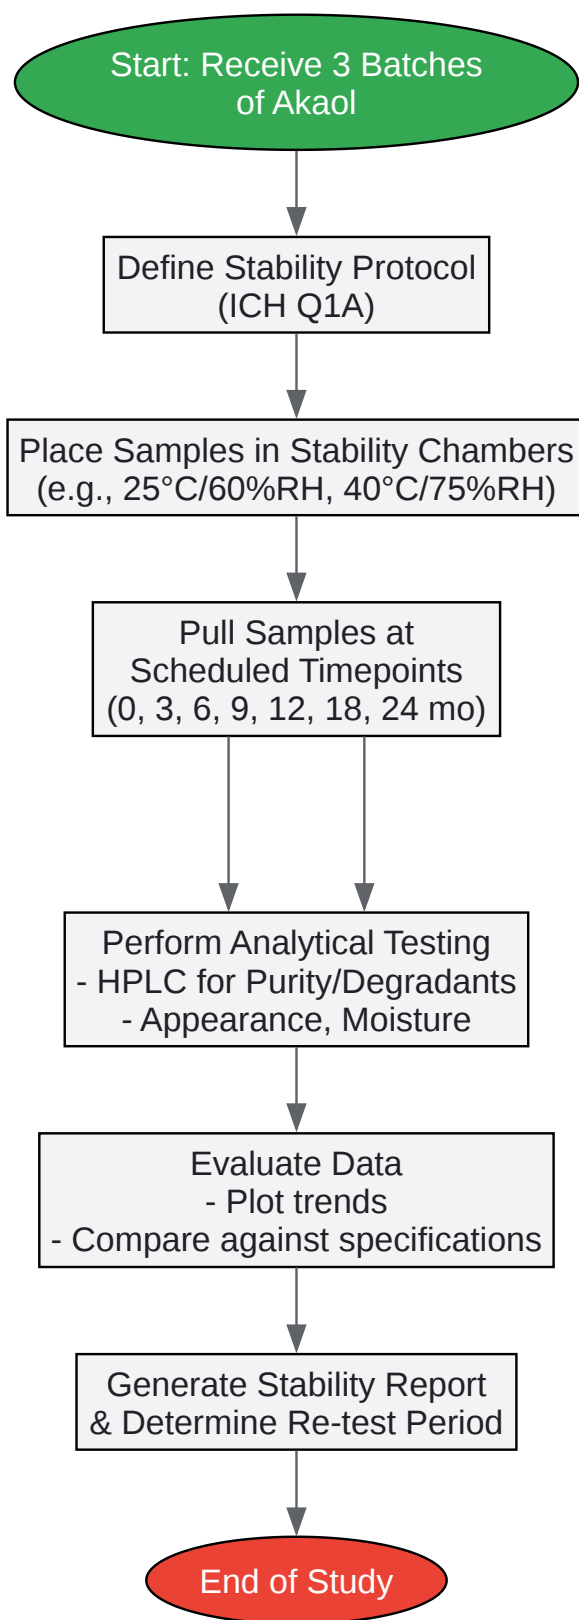 Start: Receive 3 Batches
of Akaol
Define Stability Protocol
(ICH Q1A)
Place Samples in Stability Chambers
(e.g., 25°C/60%RH, 40°C/75%RH)
Pull Samples at
Scheduled Timepoints
(0, 3, 6, 9, 12, 18, 24 mo)
Perform Analytical Testing
- HPLC for Purity/Degradants
- Appearance, Moisture
Evaluate Data
- Plot trends
- Compare against specifications
Generate Stability Report
& Determine Re-test Period
End of Study